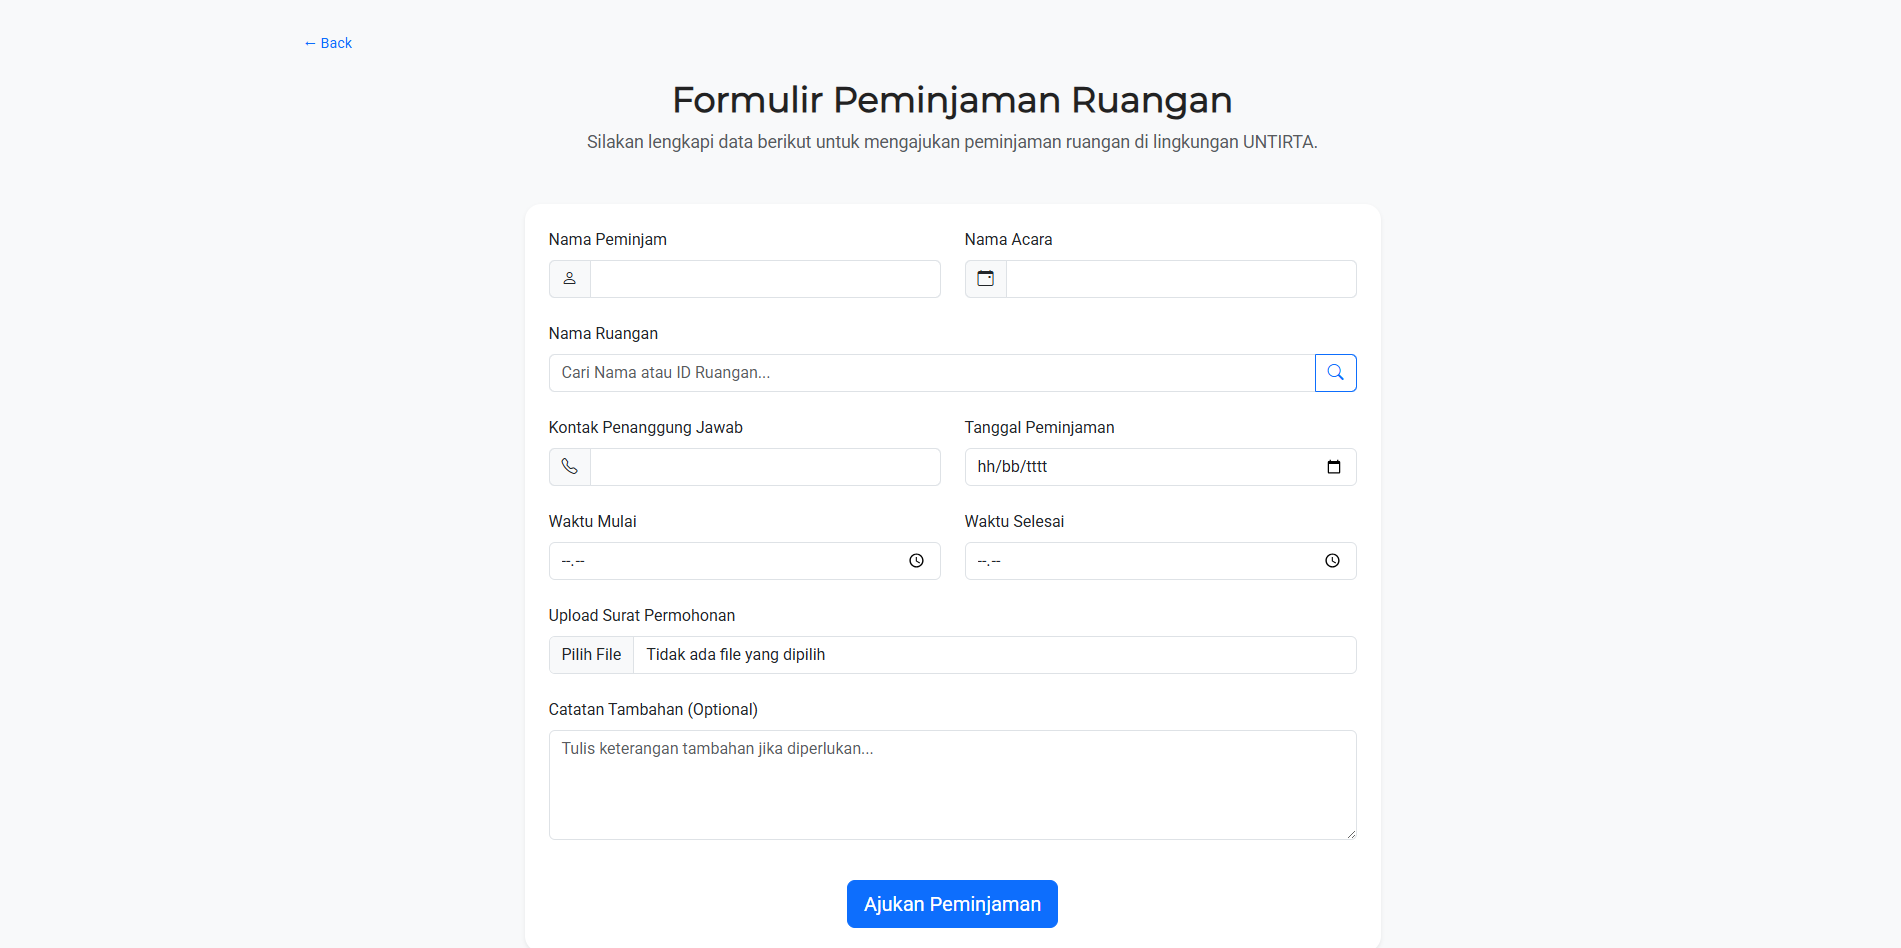 ← Back
Formulir Peminjaman Ruangan
Silakan lengkapi data berikut untuk mengajukan peminjaman ruangan di lingkungan UNTIRTA.
Nama Peminjam
Nama Acara
Nama Ruangan
Cari Nama atau ID Ruangan...
Kontak Penanggung Jawab
Tanggal Peminjaman
hh/bb/tttt
Waktu Mulai
Waktu Selesai
--.--
--.--
Upload Surat Permohonan
Pilih File Tidak ada file yang dipilih
Catatan Tambahan (Optional)
Tulis keterangan tambahan jika diperlukan...
Ajukan Peminjaman